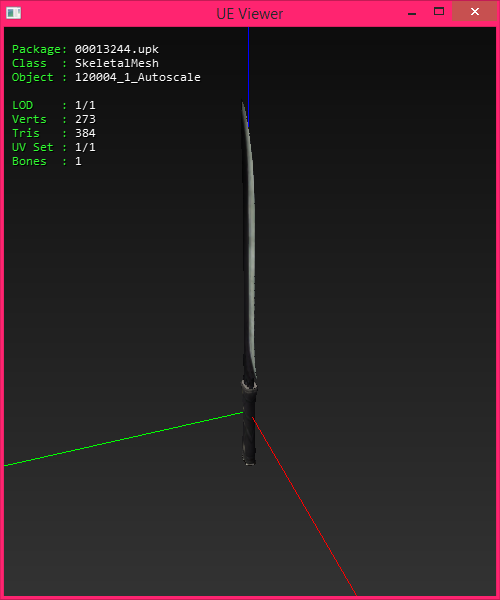 UE Viewer
Package: 00013244.upk
Class : SkeletalMesh
Object : 120004_1_Autoscale
LOD : 1/1
Verts : 273
Tris : 384
UV Set : 1/1
Bones : 1